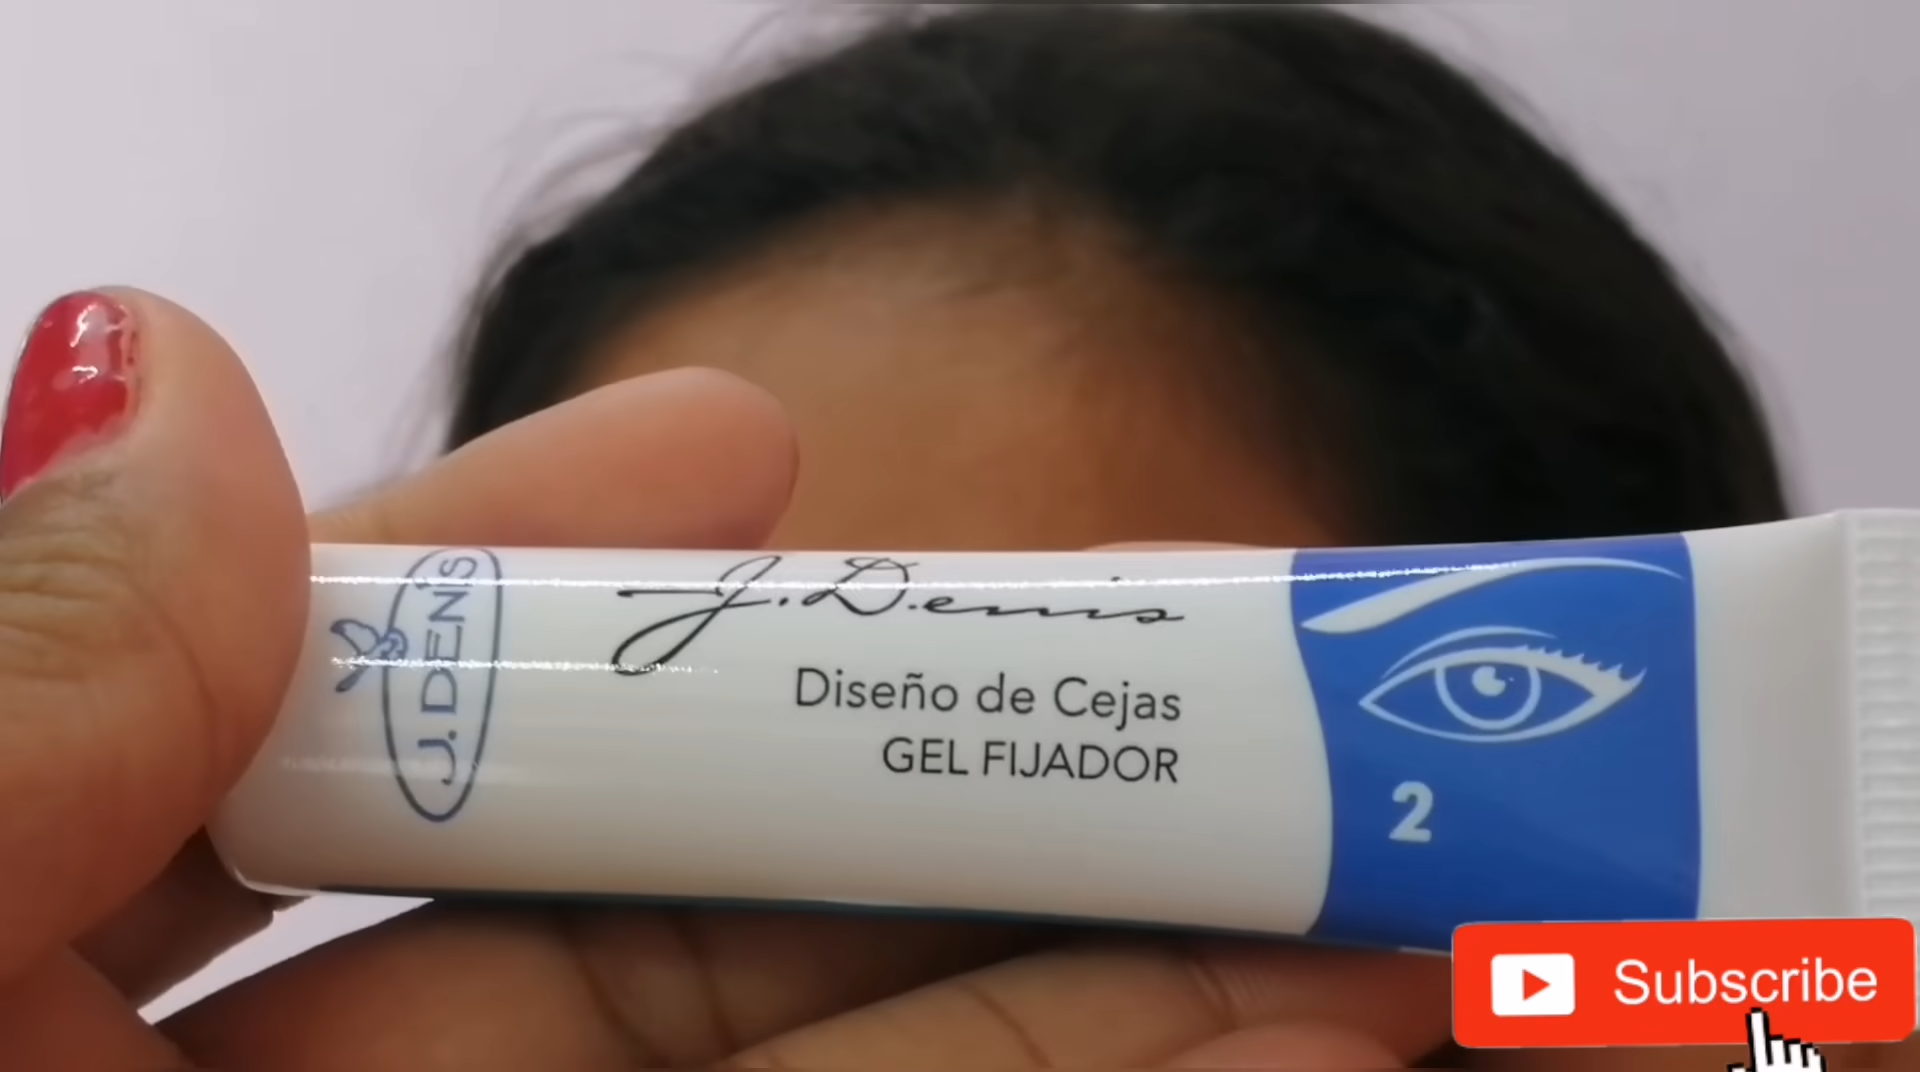 J. DENIS
J. Denis
Diseño de Cejas
GEL FIJADOR
2
Subscribe